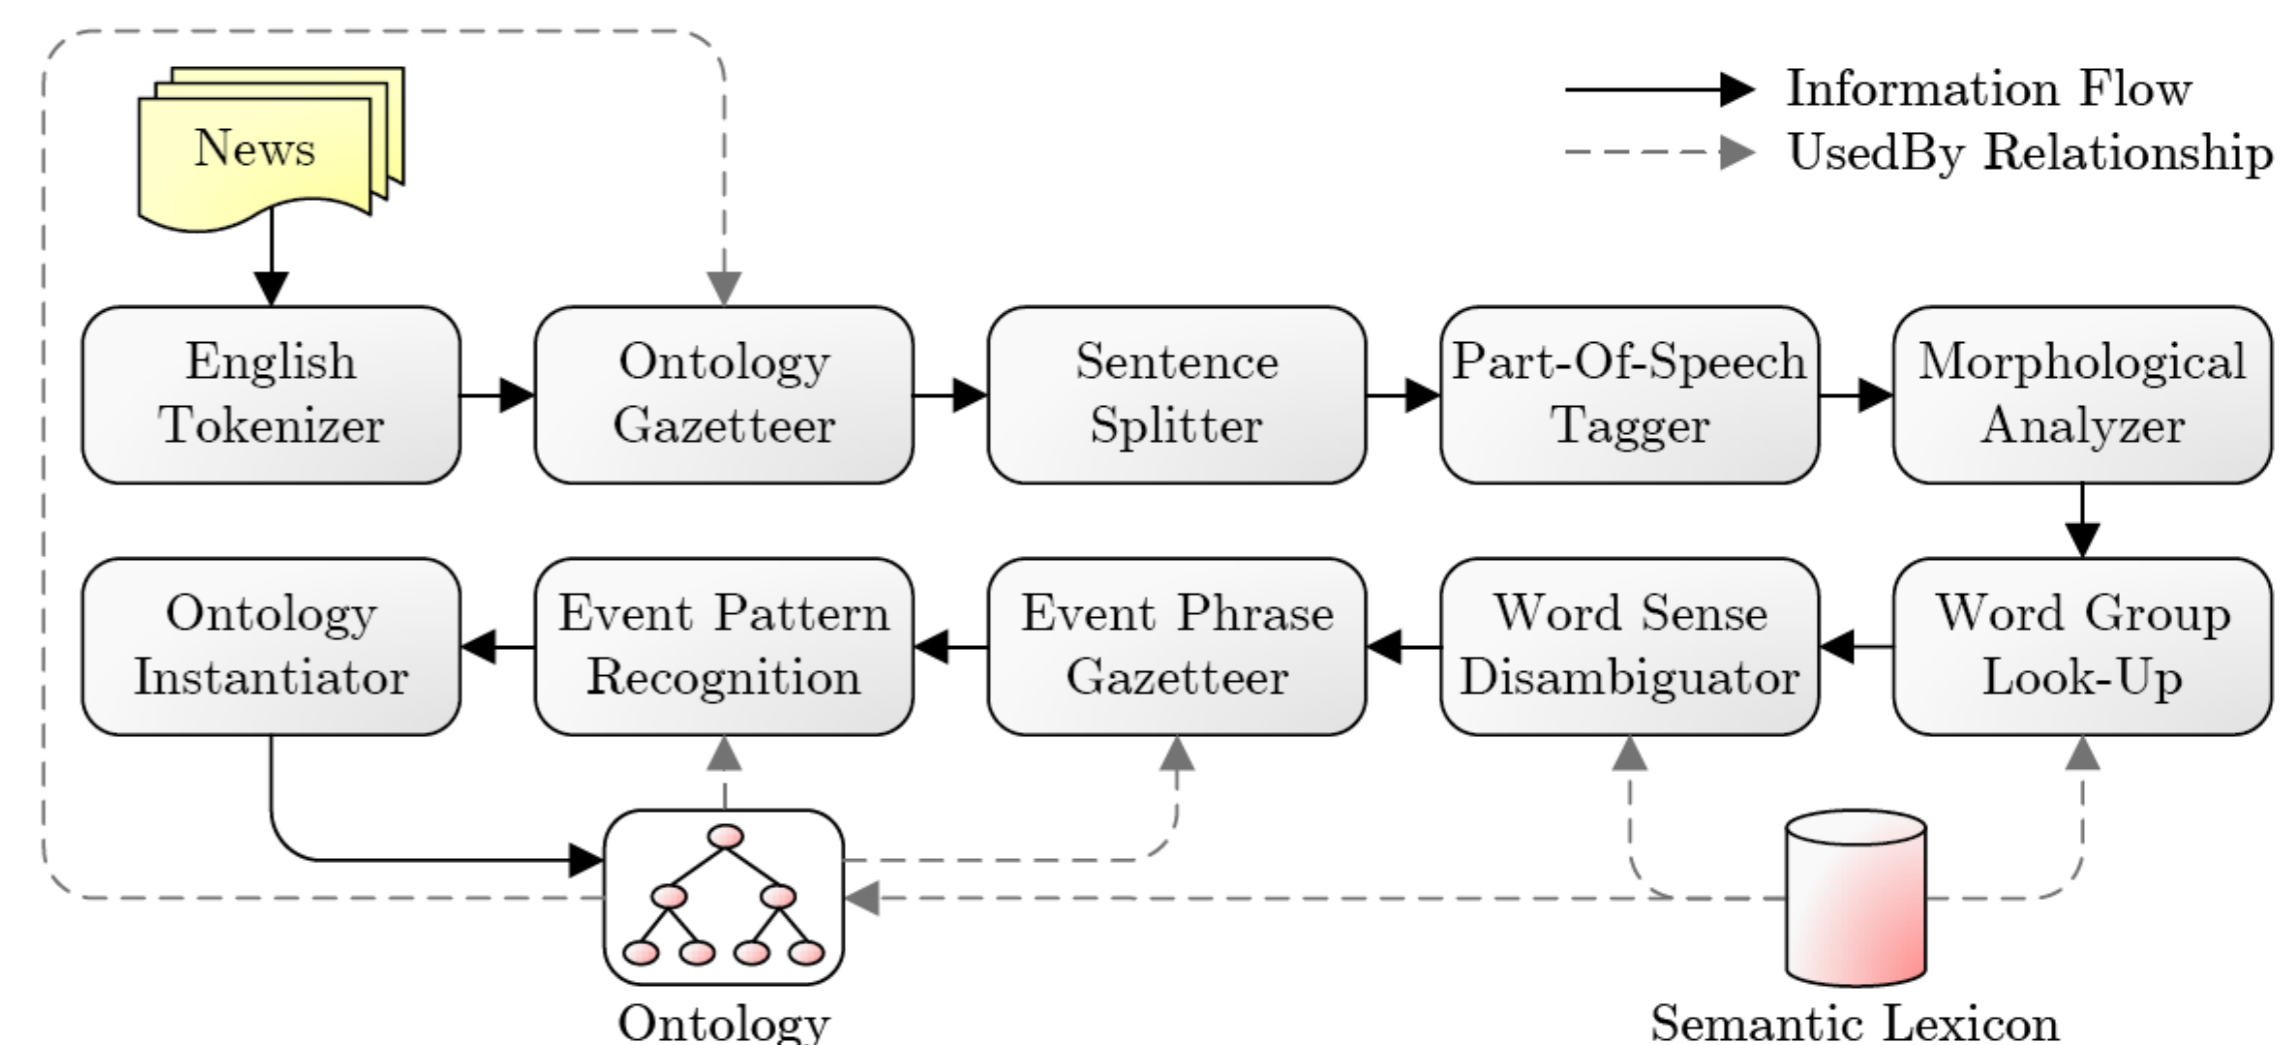 News
Information Flow
UsedBy Relationship
English
Tokenizer
Ontology
Gazetteer
Sentence
Splitter
Part-Of-Speech
Tagger
Morphological
Analyzer
Ontology
Instantiator
Event Pattern
Recognition
Event Phrase
Gazetteer
Word Sense
Disambiguator
Word Group
Look-Up
Ontology
Semantic Lexicon